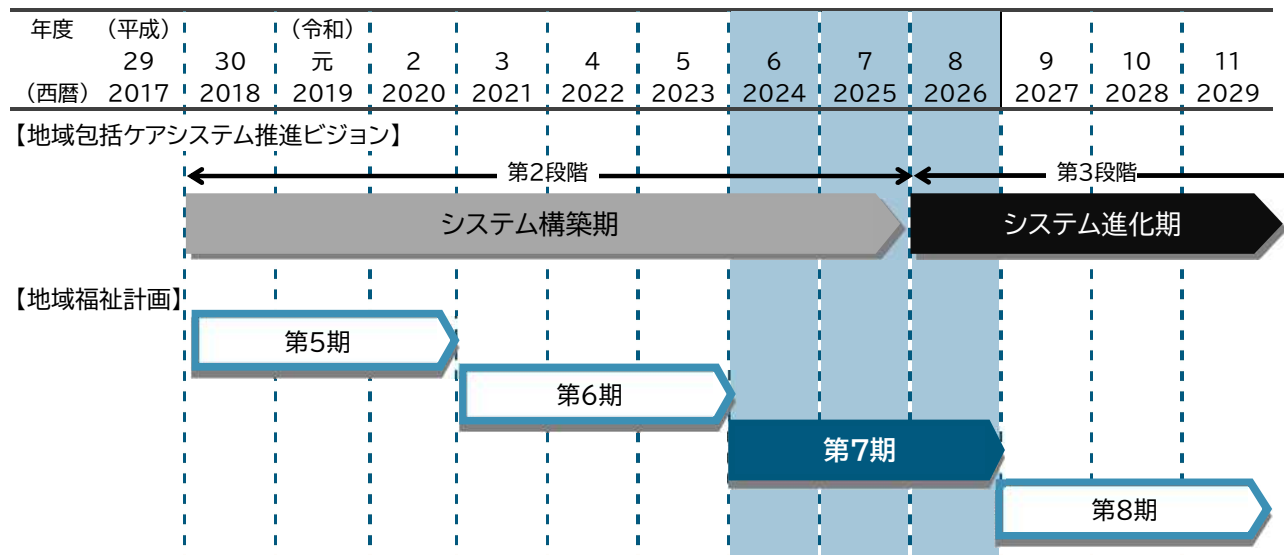 年度 (平成) (令和)
29 30 元 2 3 4 5 6 7 8 9 10 11
(西暦) 2017 2018 2019 2020 2021 2022 2023 2024 2025 2026 2027 2028 2029
【地域包括ケアシステム推進ビジョン】
第2段階 第3段階
システム構築期 システム進化期
【地域福祉計画】
第5期
第6期
第7期
第8期